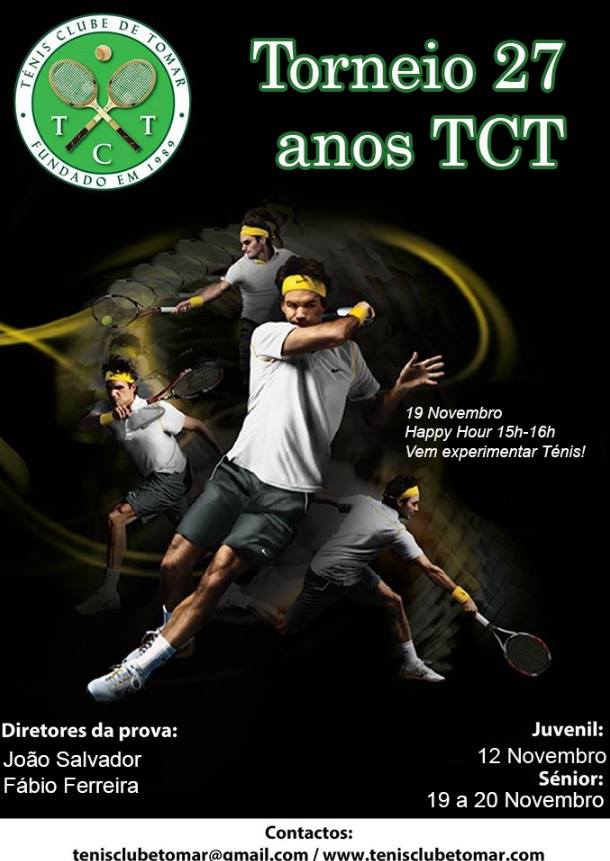 TÉNIS CLUBE DE TOMAR
T T
C
FUNDADO EM 1989
Torneio 27
anos TCT
19 Novembro
Happy Hour 15h-16h
Vem experimentar Ténis!
Diretores da prova:
João Salvador
Fábio Ferreira
Juvenil:
12 Novembro
Sénior:
19 a 20 Novembro
Contactos:
tenisclubetomar@gmail.com / www.tenisclubetomar.com